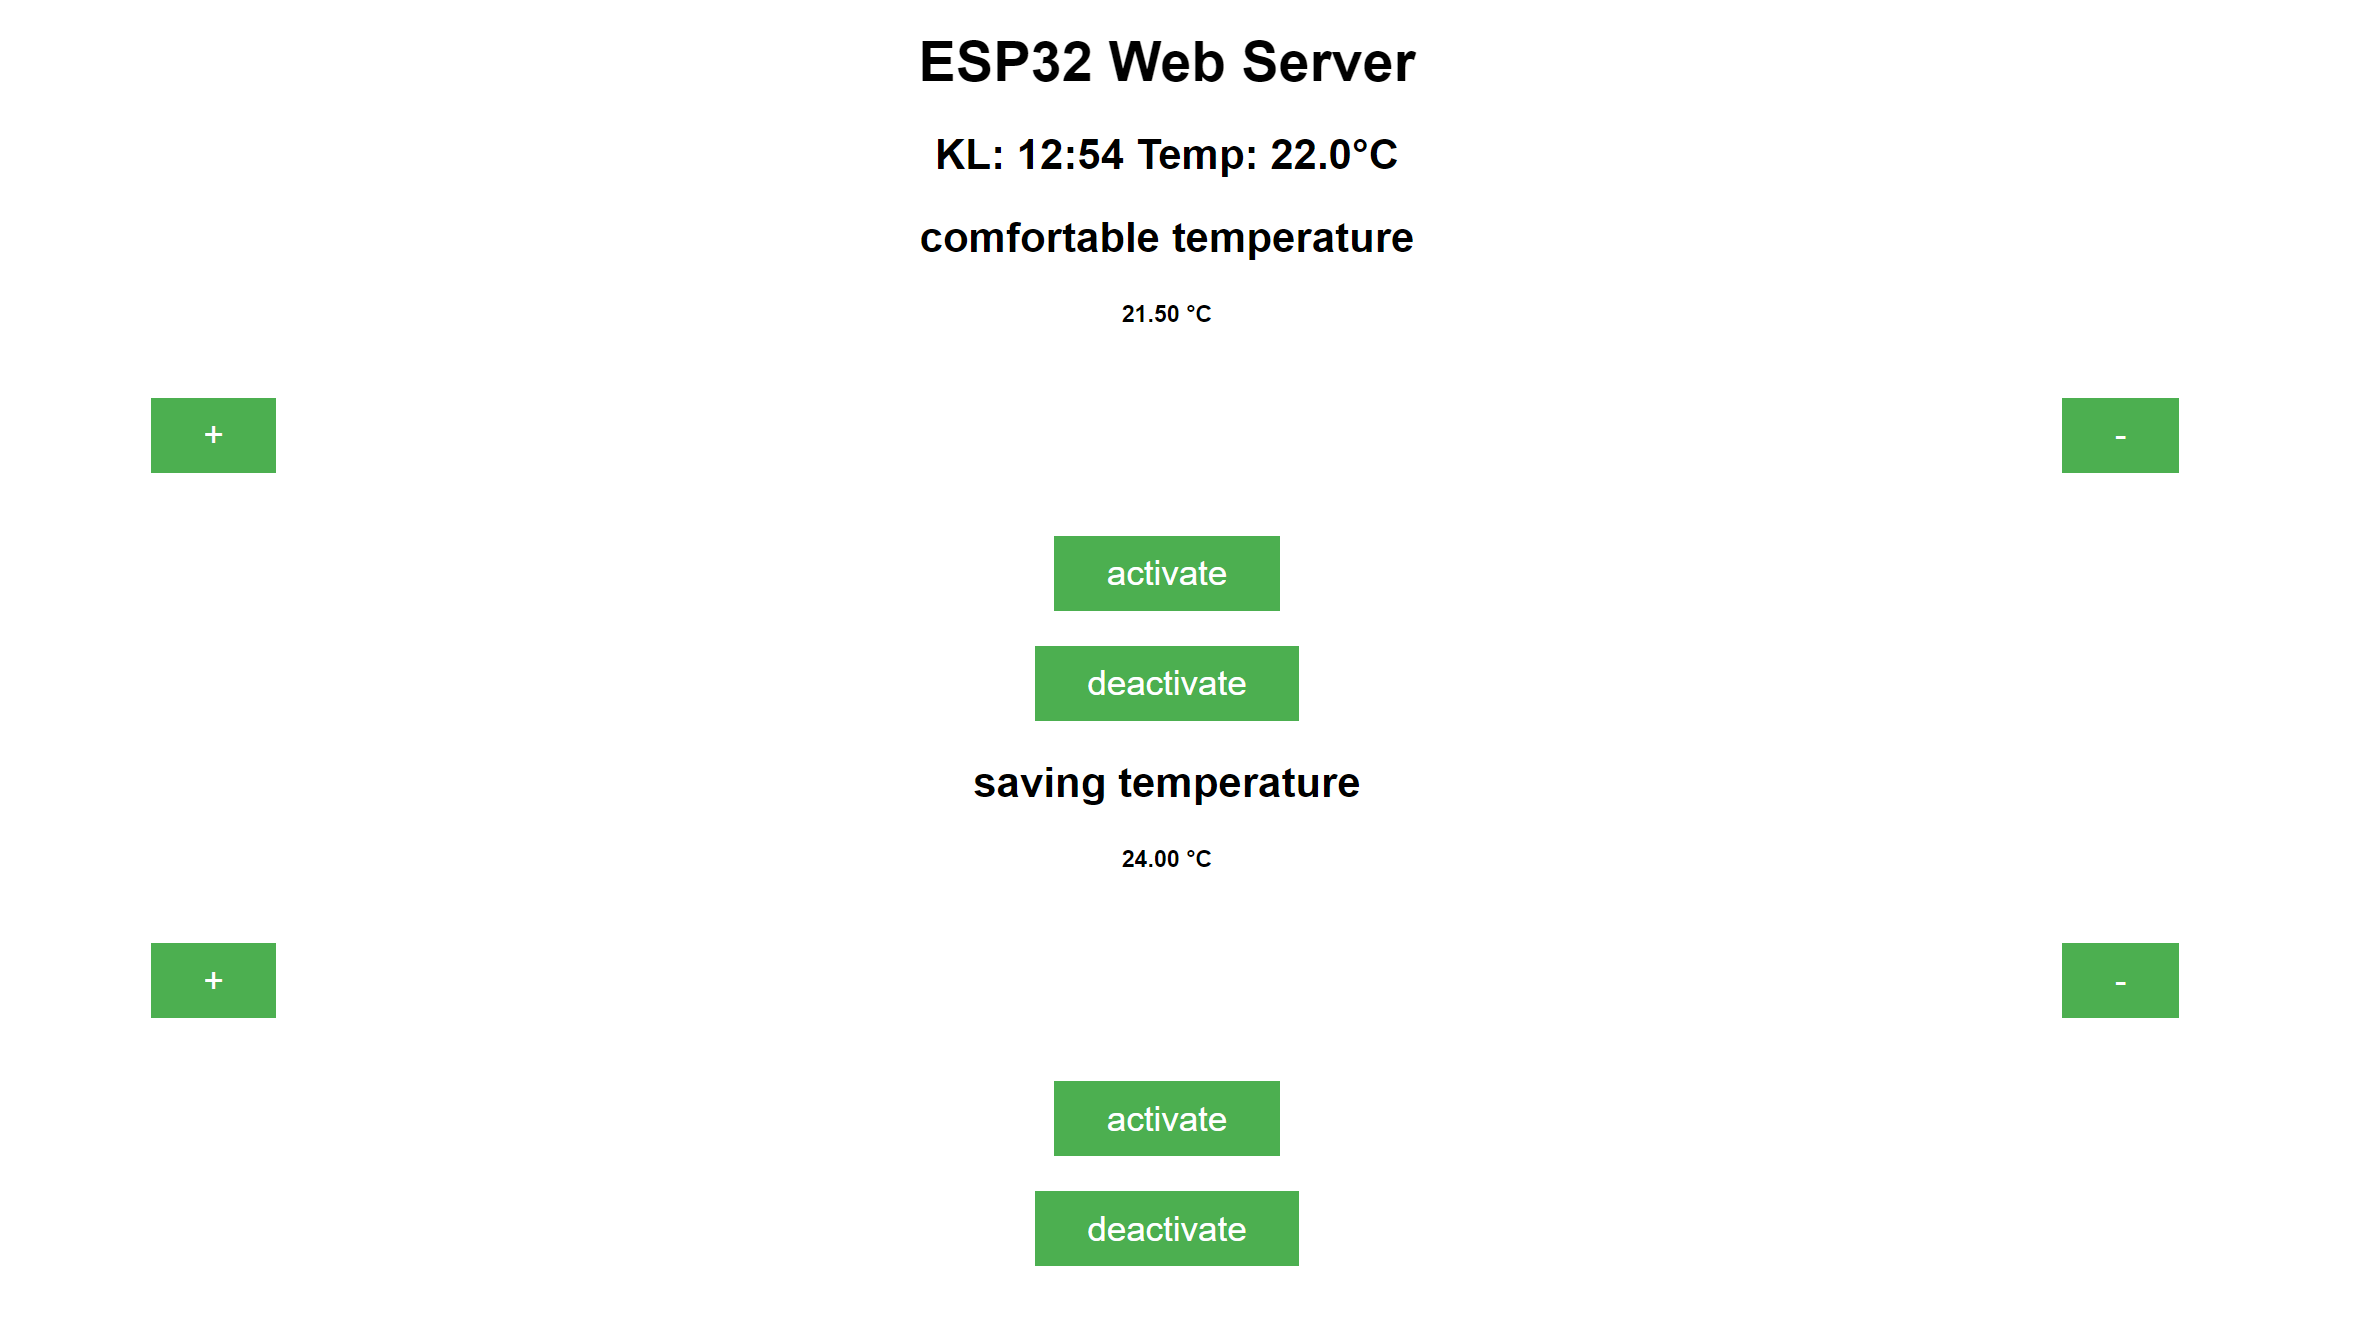 ESP32 Web Server
KL: 12:54 Temp: 22.0°C
comfortable temperature
21.50 °C
+ -
activate
deactivate
saving temperature
24.00 °C
+ -
activate
deactivate